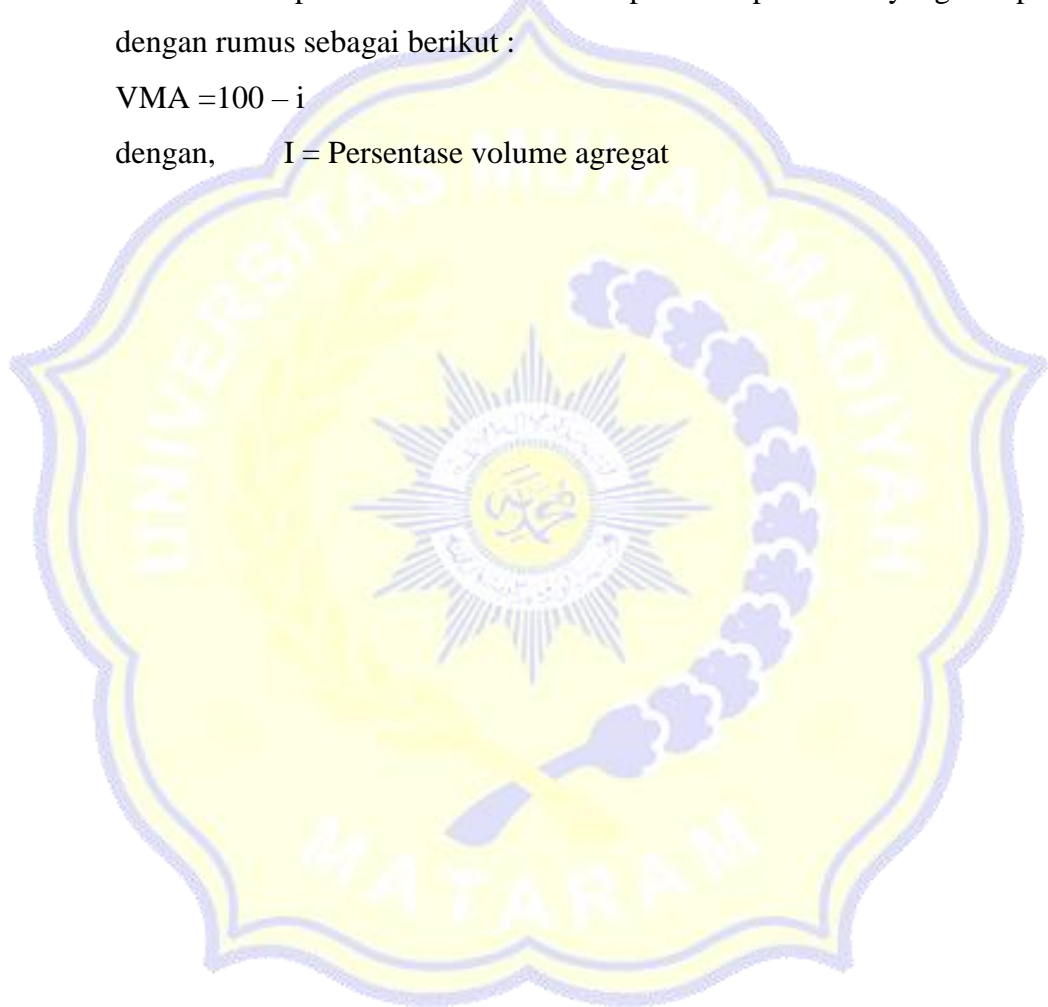 dengan rumus sebagai berikut :
VMA =100 – i
dengan, I = Persentase volume agregat
UNIVERSITAS MUHAMMADIYAH
MATARAM